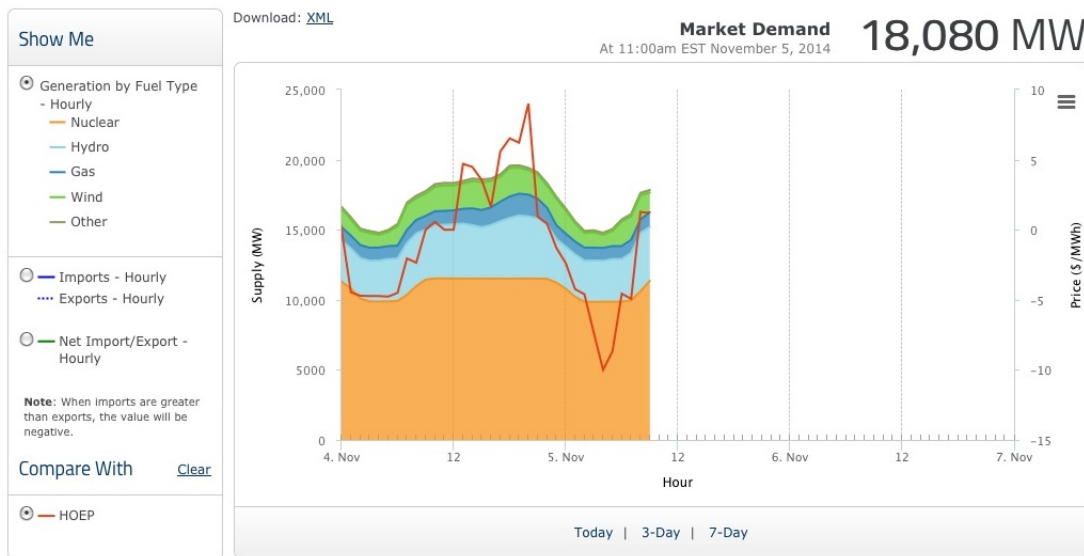 Download: XML
Show Me
Market Demand
At 11:00am EST November 5, 2014
18,080 MW
Generation by Fuel Type
- Hourly
Nuclear
Hydro
Gas
Wind
Other
Imports - Hourly
Exports - Hourly
Net Import/Export -
Hourly
Note: When imports are greater
than exports, the value will be
negative.
Compare With
Clear
HOEP
Supply (MW)
25,000
20,000
15,000
10,000
5000
0
Price ($/MWh)
10
5
0
−5
−10
−15
4. Nov
12
5. Nov
12
6. Nov
12
7. Nov
Hour
Today | 3-Day | 7-Day